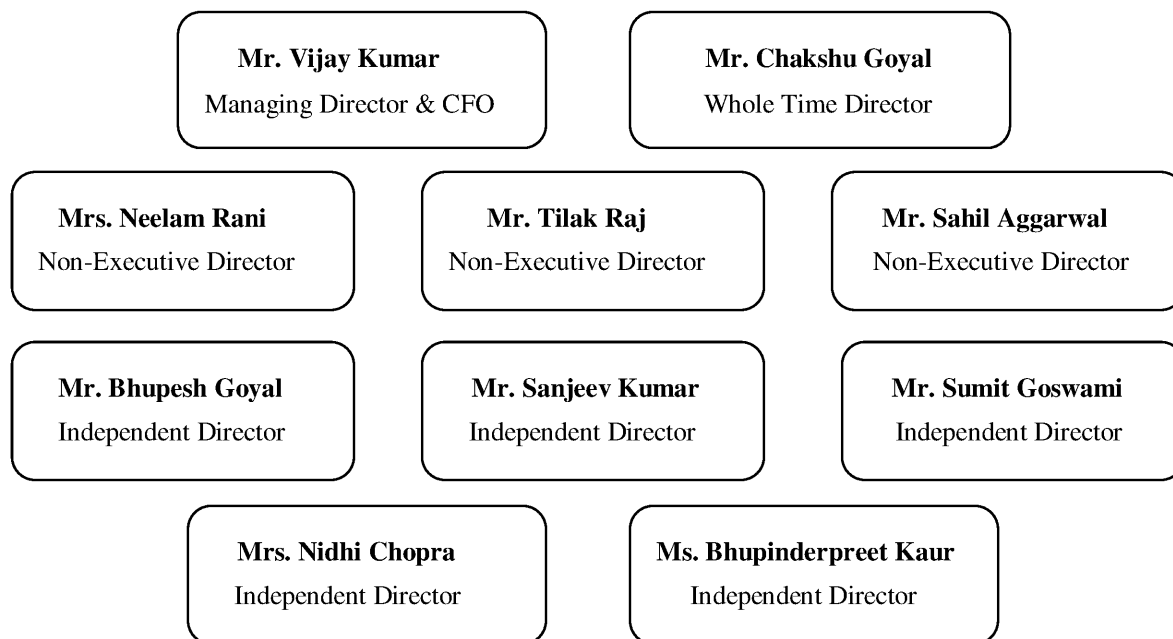 Mr. Vijay Kumar
Managing Director & CFO
Mr. Chakshu Goyal
Whole Time Director
Mrs. Neelam Rani
Non-Executive Director
Mr. Tilak Raj
Non-Executive Director
Mr. Sahil Aggarwal
Non-Executive Director
Mr. Bhupesh Goyal
Independent Director
Mr. Sanjeev Kumar
Independent Director
Mr. Sumit Goswami
Independent Director
Mrs. Nidhi Chopra
Independent Director
Ms. Bhupinderpreet Kaur
Independent Director